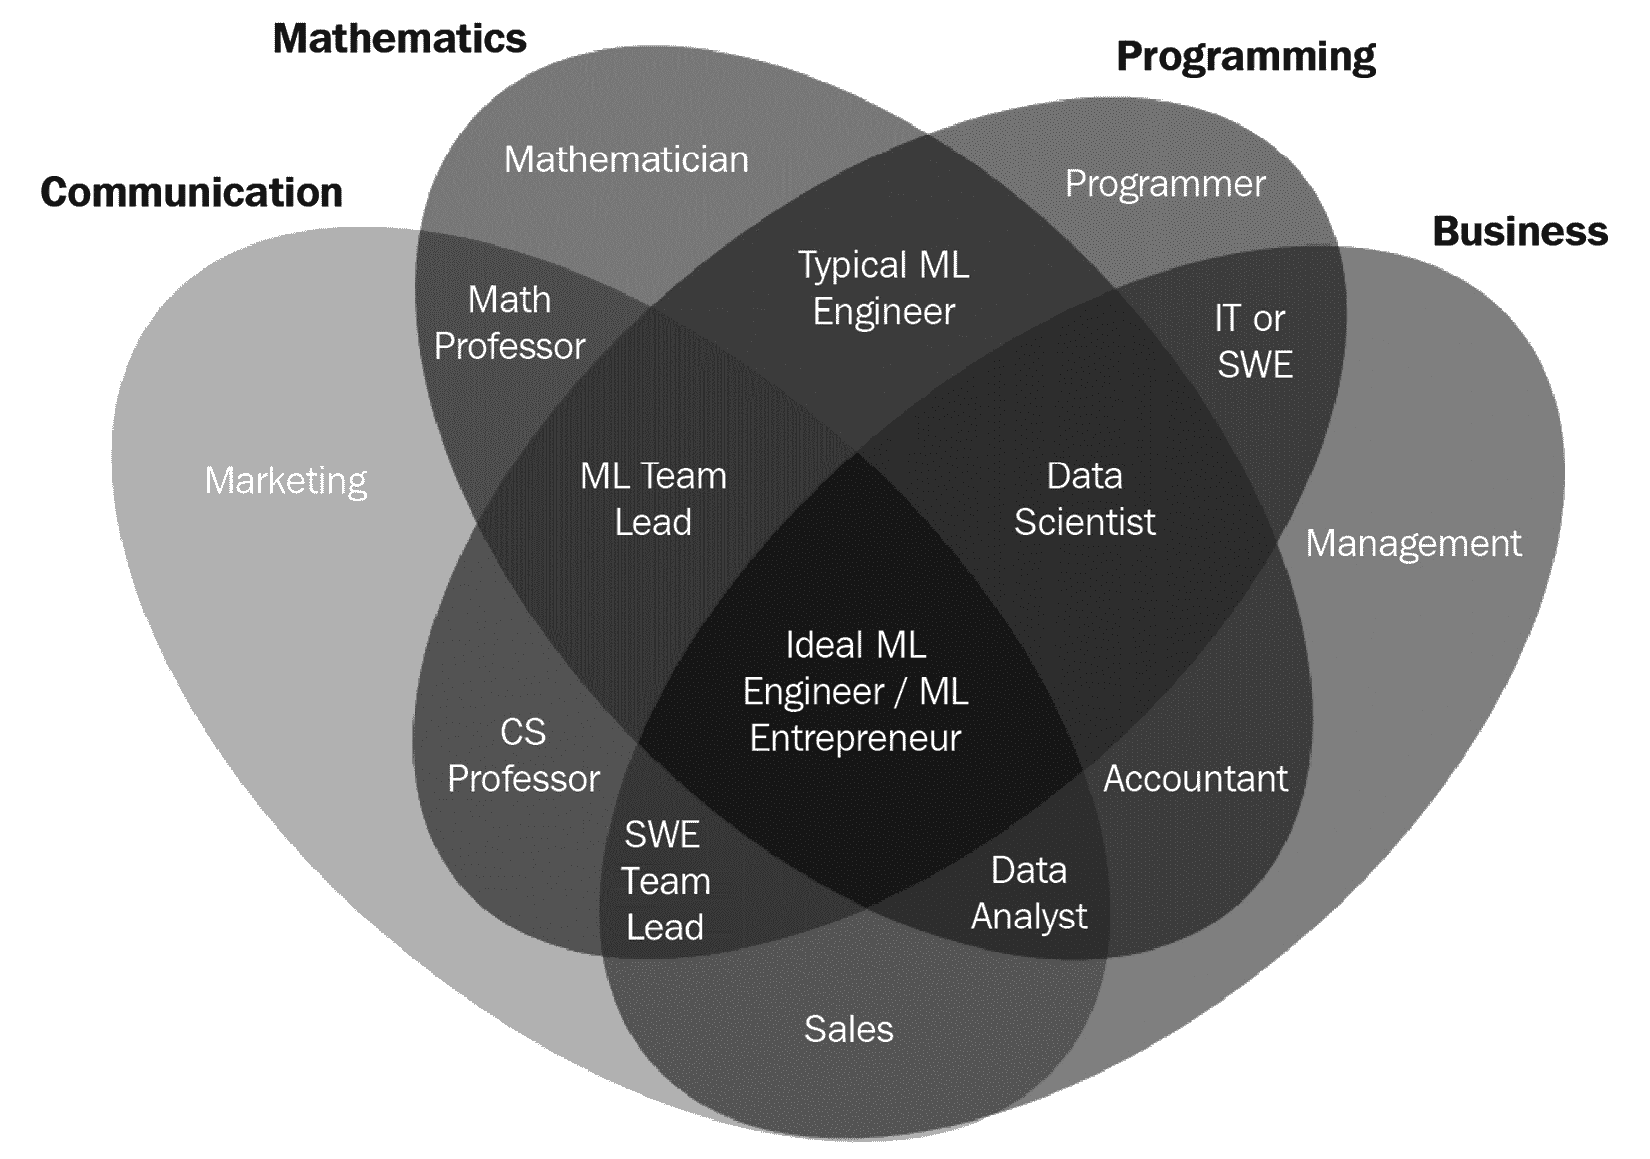 Mathematics
Programming
Communication
Business
Mathematician
Programmer
Typical ML
Engineer
Math
Professor
IT or
SWE
Marketing
ML Team
Lead
Data
Scientist
Management
Ideal ML
Engineer / ML
Entrepreneur
CS
Professor
Accountant
SWE
Team
Lead
Data
Analyst
Sales